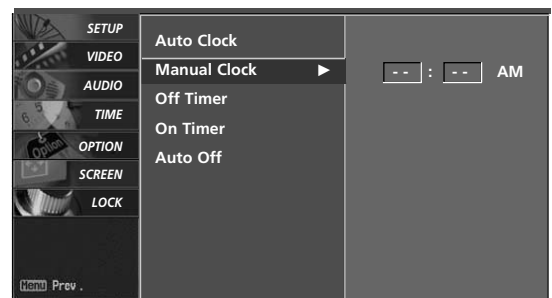 SETUP
VIDEO
AUDIO
TIME
OPTION
SCREEN
LOCK
Menu Prev.
Auto Clock
Manual Clock ►
Off Timer
On Timer
Auto Off
- - : - - AM
Option